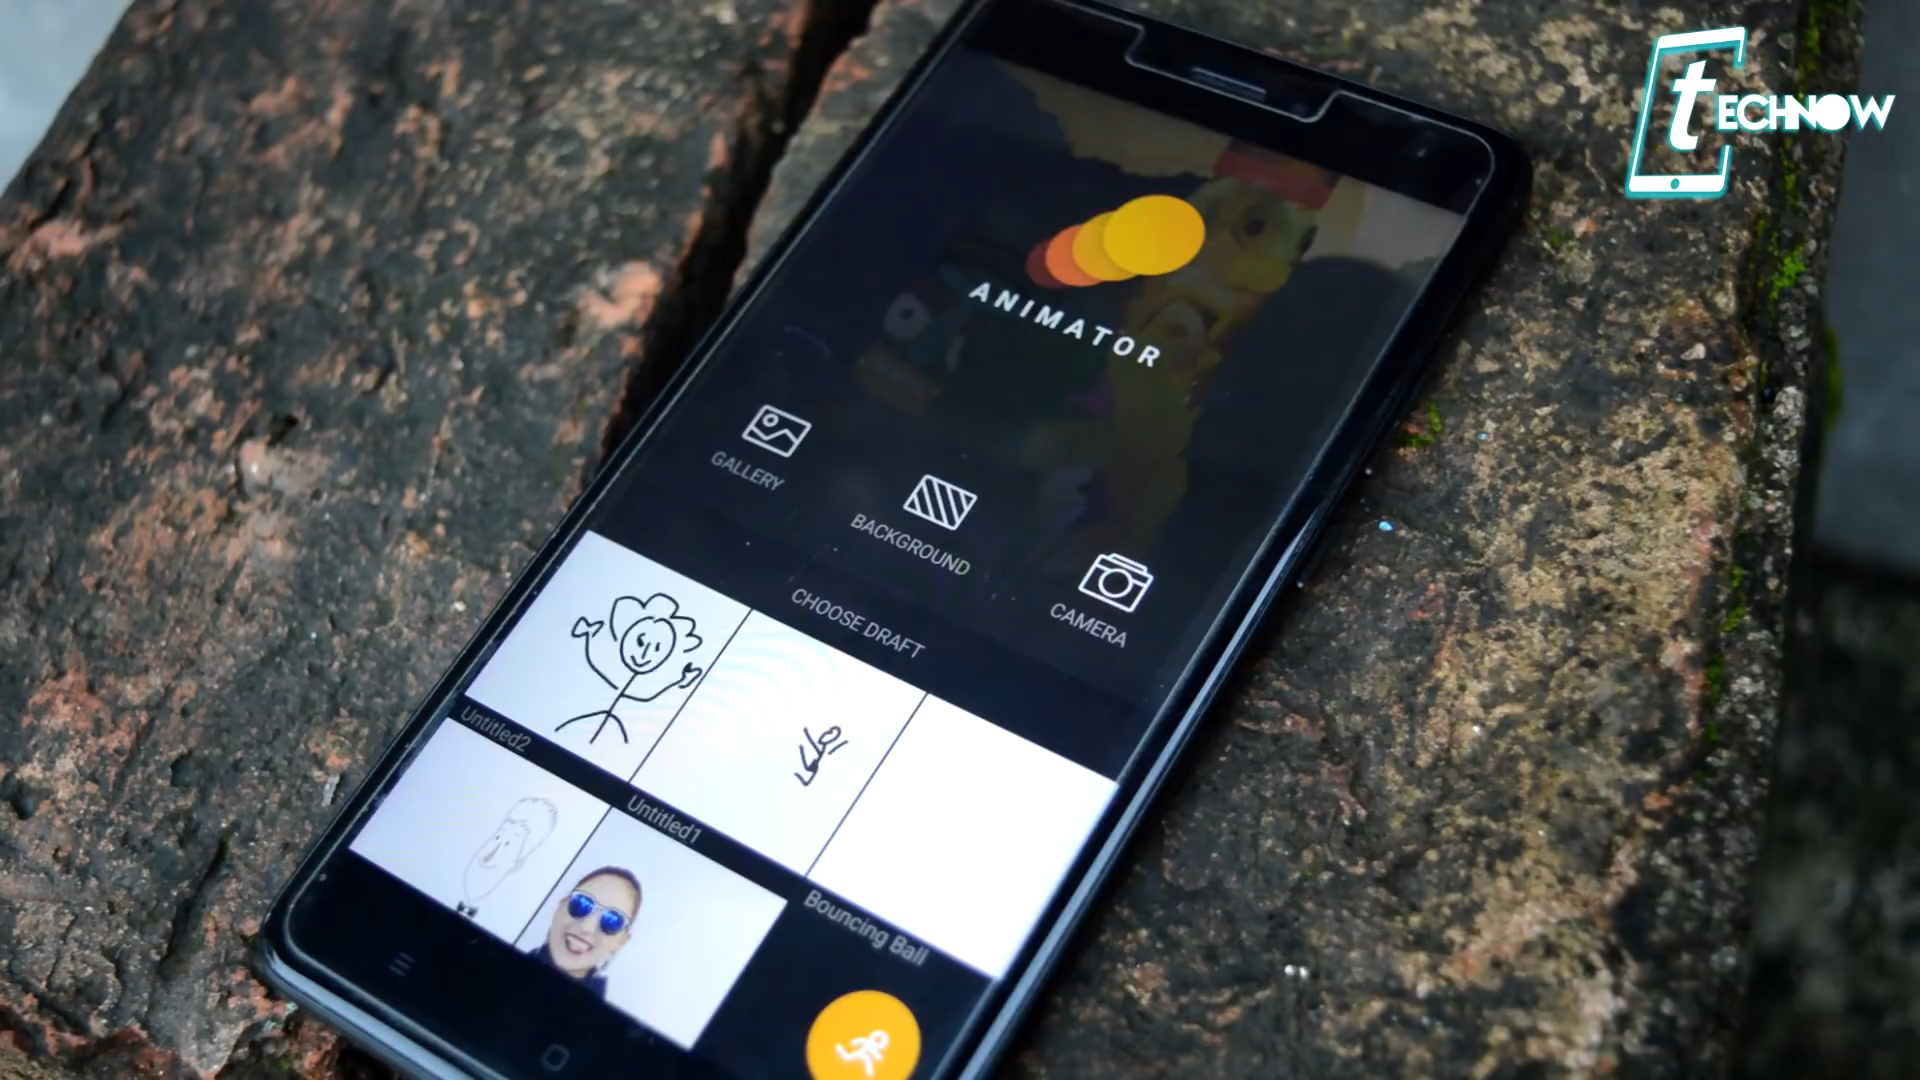 tECHNOW
ANIMATOR
GALLERY
BACKGROUND
CAMERA
CHOOSE DRAFT
Untitled2
Untitled1
Bouncing Ball